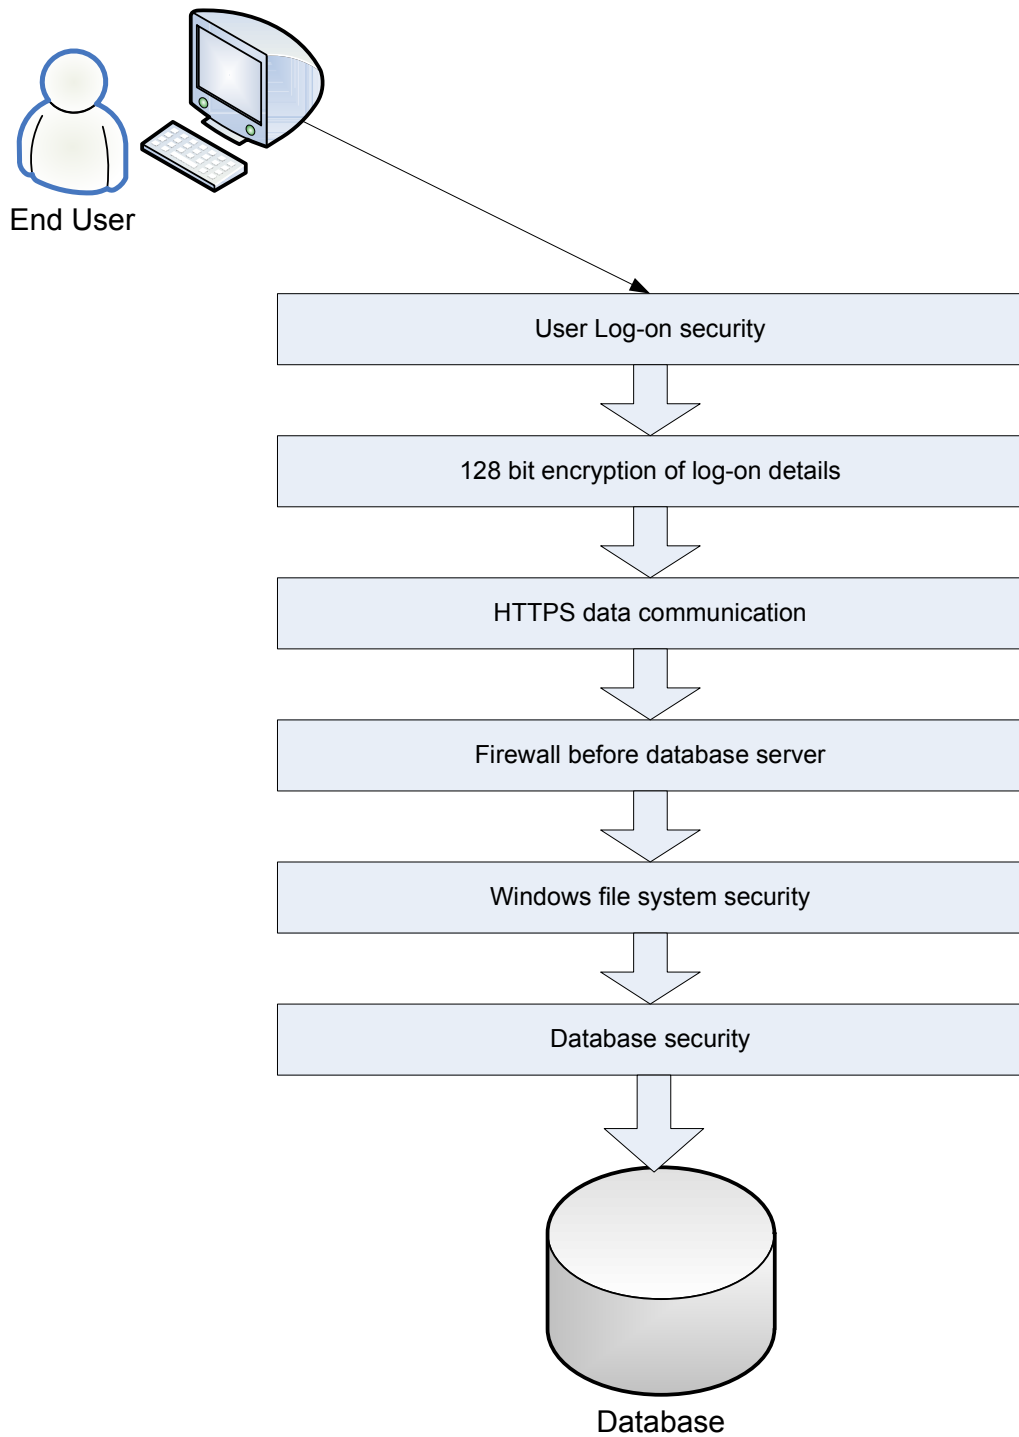 End User
User Log-on security
128 bit encryption of log-on details
HTTPS data communication
Firewall before database server
Windows file system security
Database security
Database